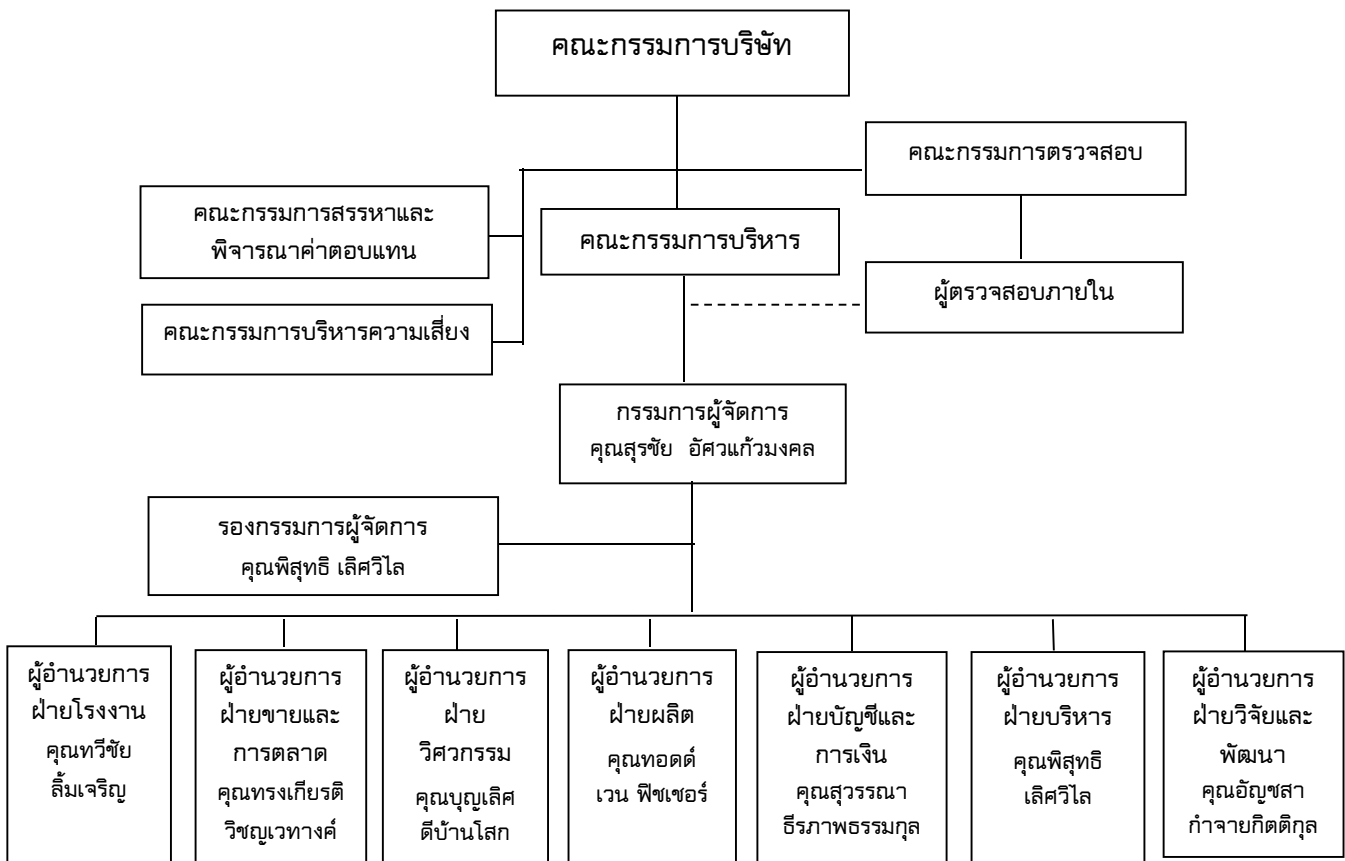 คณะกรรมการบริษัท
คณะกรรมการตรวจสอบ
คณะกรรมการสรรหาและ
พิจารณาค่าตอบแทน
คณะกรรมการบริหาร
ผู้ตรวจสอบภายใน
คณะกรรมการบริหารความเสี่ยง
กรรมการผู้จัดการ
คุณสุรชัย อัศวแก้วมงคล
รองกรรมการผู้จัดการ
คุณพิสุทธิ เลิศวิไล
ผู้อำนวยการ
ฝ่ายโรงงาน
คุณทวีชัย
ลิ้มเจริญ
ผู้อำนวยการ
ฝ่ายขายและ
การตลาด
คุณทรงเกียรติ
วิชญเวทางค์
ผู้อำนวยการ
ฝ่าย
วิศวกรรม
คุณบุญเลิศ
ดีบ้านโสก
ผู้อำนวยการ
ฝ่ายผลิต
คุณทอดด์
เวน ฟิชเชอร์
ผู้อำนวยการ
ฝ่ายบัญชีและ
การเงิน
คุณสุวรรณา
ธีรภาพธรรมกุล
ผู้อำนวยการ
ฝ่ายบริหาร
คุณพิสุทธิ
เลิศวิไล
ผู้อำนวยการ
ฝ่ายวิจัยและ
พัฒนา
คุณอัญชสา
กำจายกิตติกุล